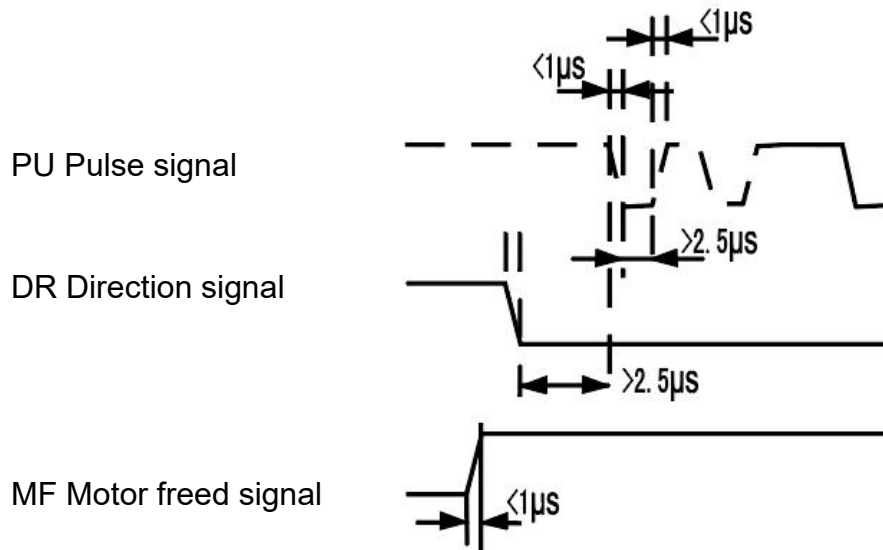 <1μs
<1μs
PU Pulse signal
>2.5μs
DR Direction signal
>2.5μs
MF Motor freed signal
<1μs